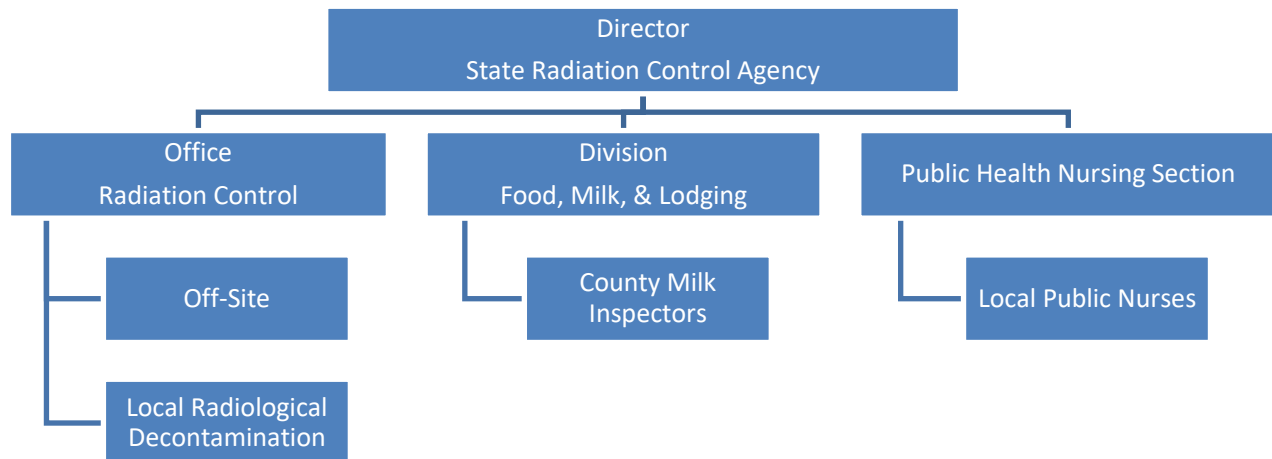 Director
State Radiation Control Agency
Office
Radiation Control
Division
Food, Milk, & Lodging
Public Health Nursing Section
Off-Site
County Milk
Inspectors
Local Public Nurses
Local Radiological
Decontamination